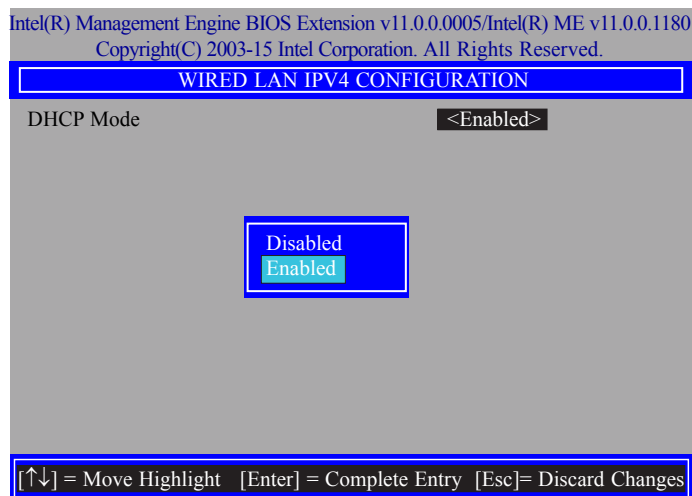 Intel(R) Management Engine BIOS Extension v11.0.0.0005/Intel(R) ME v11.0.0.1180
Copyright(C) 2003-15 Intel Corporation. All Rights Reserved.
WIRED LAN IPV4 CONFIGURATION
DHCP Mode <Enabled>
Disabled
Enabled
[↑↓] = Move Highlight [Enter] = Complete Entry [Esc]= Discard Changes